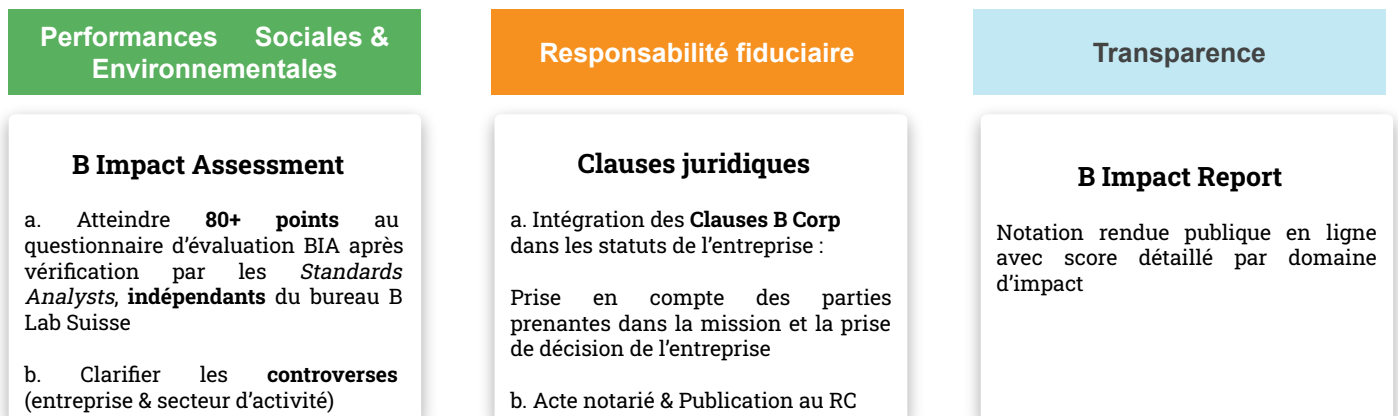 Performances Sociales &
Environnementales
B Impact Assessment
a. Atteindre 80+ points au
questionnaire d'évaluation BIA après
vérification par les Standards
Analysts, indépendants du bureau B
Lab Suisse
b. Clarifier les controverses
(entreprise & secteur d'activité)
Responsabilité fiduciaire
Clauses juridiques
a. Intégration des Clauses B Corp
dans les statuts de l'entreprise :
Prise en compte des parties
prenantes dans la mission et la prise
de décision de l'entreprise
b. Acte notarié & Publication au RC
Transparence
B Impact Report
Notation rendue publique en ligne
avec score détaillé par domaine
d'impact